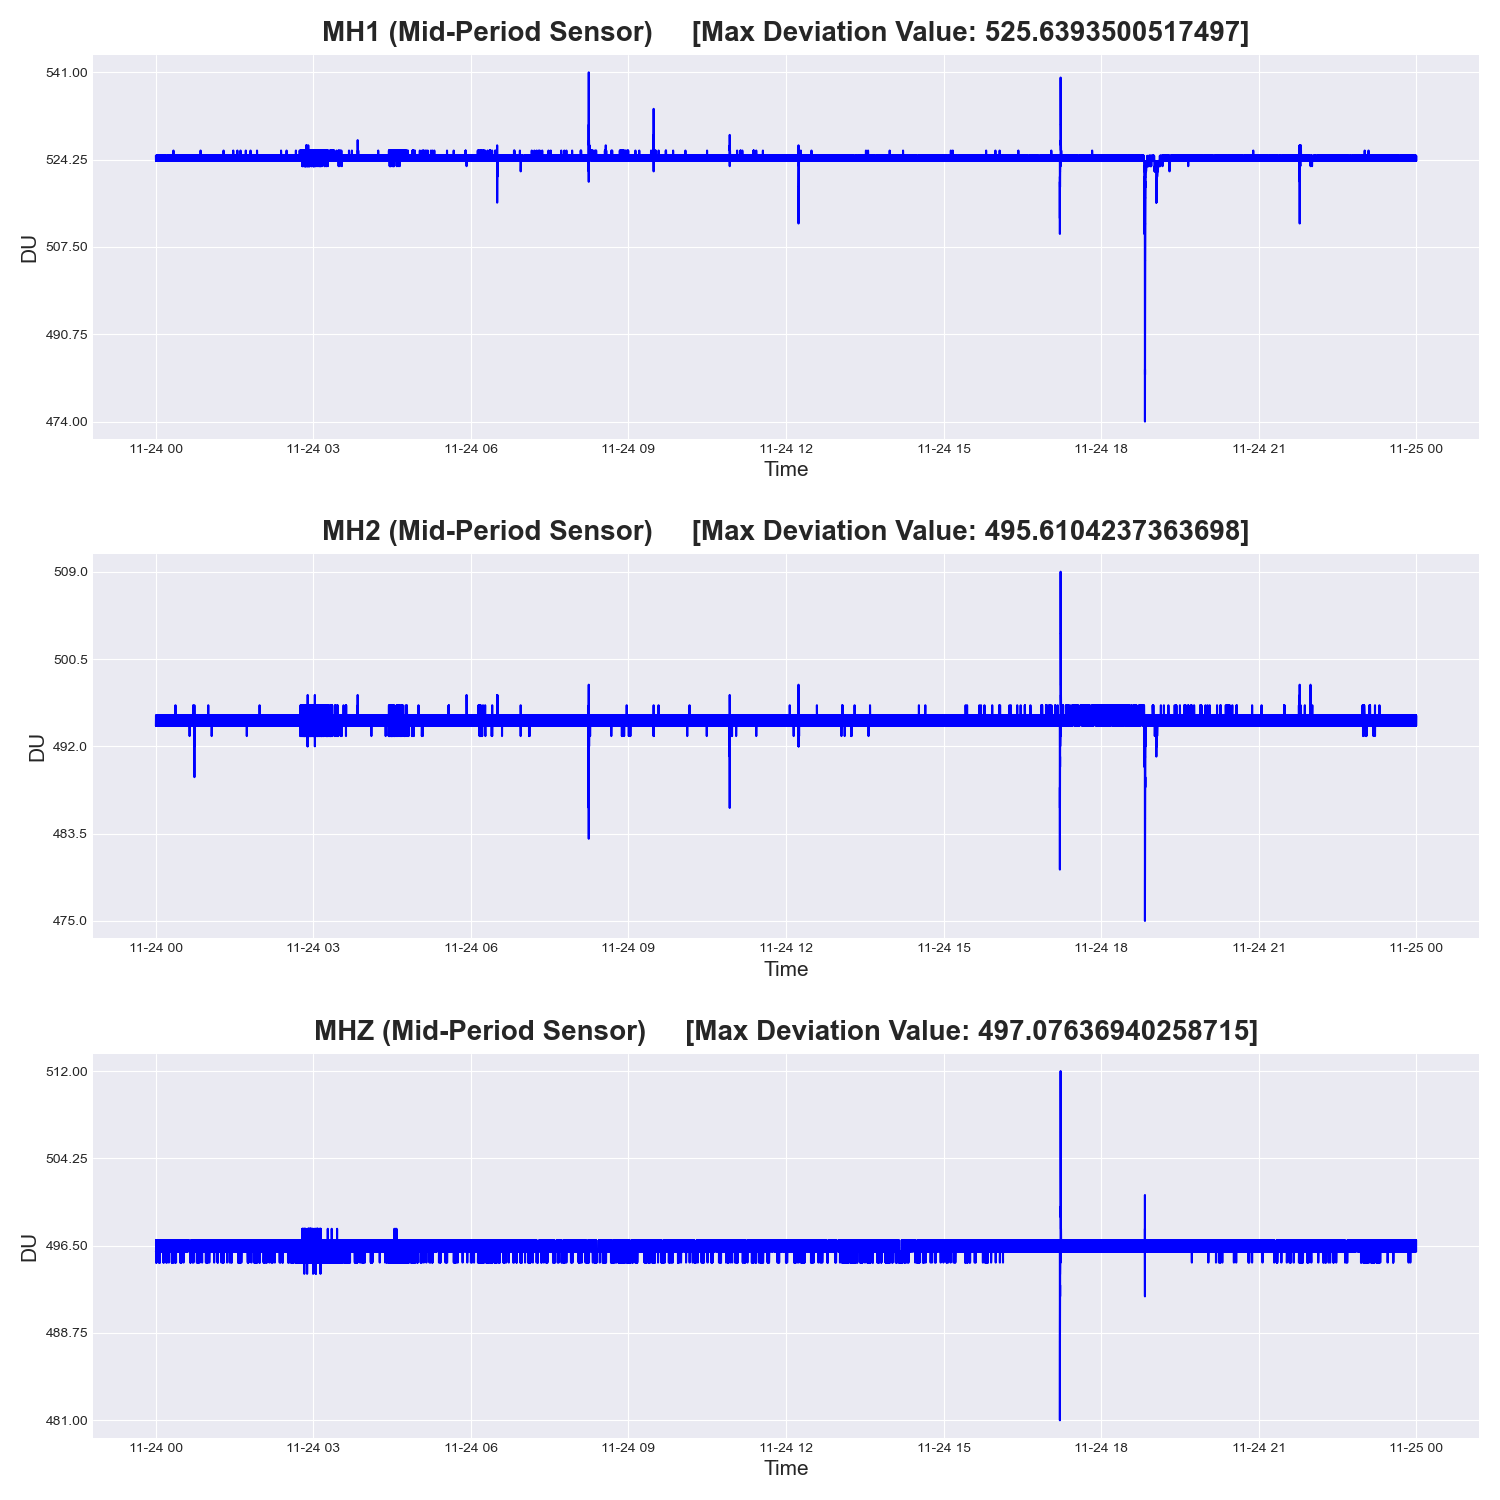 MH1 (Mid-Period Sensor) [Max Deviation Value: 525.6393500517497]
541.00
524.25
507.50
490.75
474.00
DU
11-24 00 11-24 03 11-24 06 11-24 09 11-24 12 11-24 15 11-24 18 11-24 21 11-25 00
Time
MH2 (Mid-Period Sensor) [Max Deviation Value: 495.6104237363698]
509.0
500.5
492.0
483.5
475.0
DU
11-24 00 11-24 03 11-24 06 11-24 09 11-24 12 11-24 15 11-24 18 11-24 21 11-25 00
Time
MHZ (Mid-Period Sensor) [Max Deviation Value: 497.07636940258715]
512.00
504.25
496.50
488.75
481.00
DU
11-24 00 11-24 03 11-24 06 11-24 09 11-24 12 11-24 15 11-24 18 11-24 21 11-25 00
Time